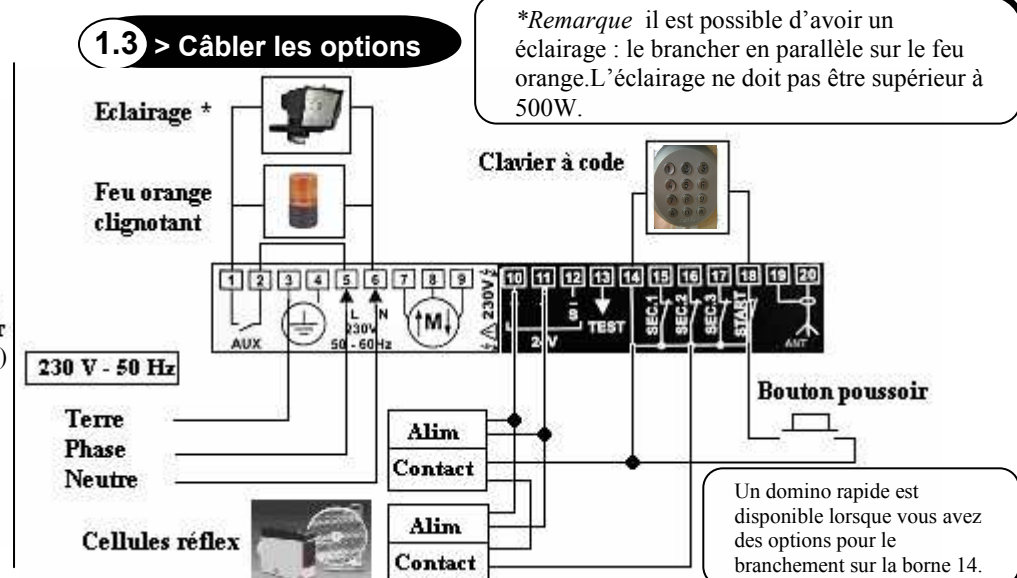 1.3 > Câbler les options
*Remarque il est possible d’avoir un
éclairage : le brancher en parallèle sur le feu
orange.L’éclairage ne doit pas être supérieur à
500W.
Eclairage *
Feu orange
clignotant
Clavier à code
1 2 3 4 5 6 7 8 9 10 11 12 13 14 15 16 17 18 19 20
AUX
L N
230V
50 - 60Hz
M
230V
24V
TEST
SEC.1
SEC.2
SEC.3
START
ANT
r
)
230 V - 50 Hz
Terre
Phase
Neutre
Alim
Contact
Bouton poussoir
Cellules réflex
Alim
Contact
Un domino rapide est
disponible lorsque vous avez
des options pour le
branchement sur la borne 14.